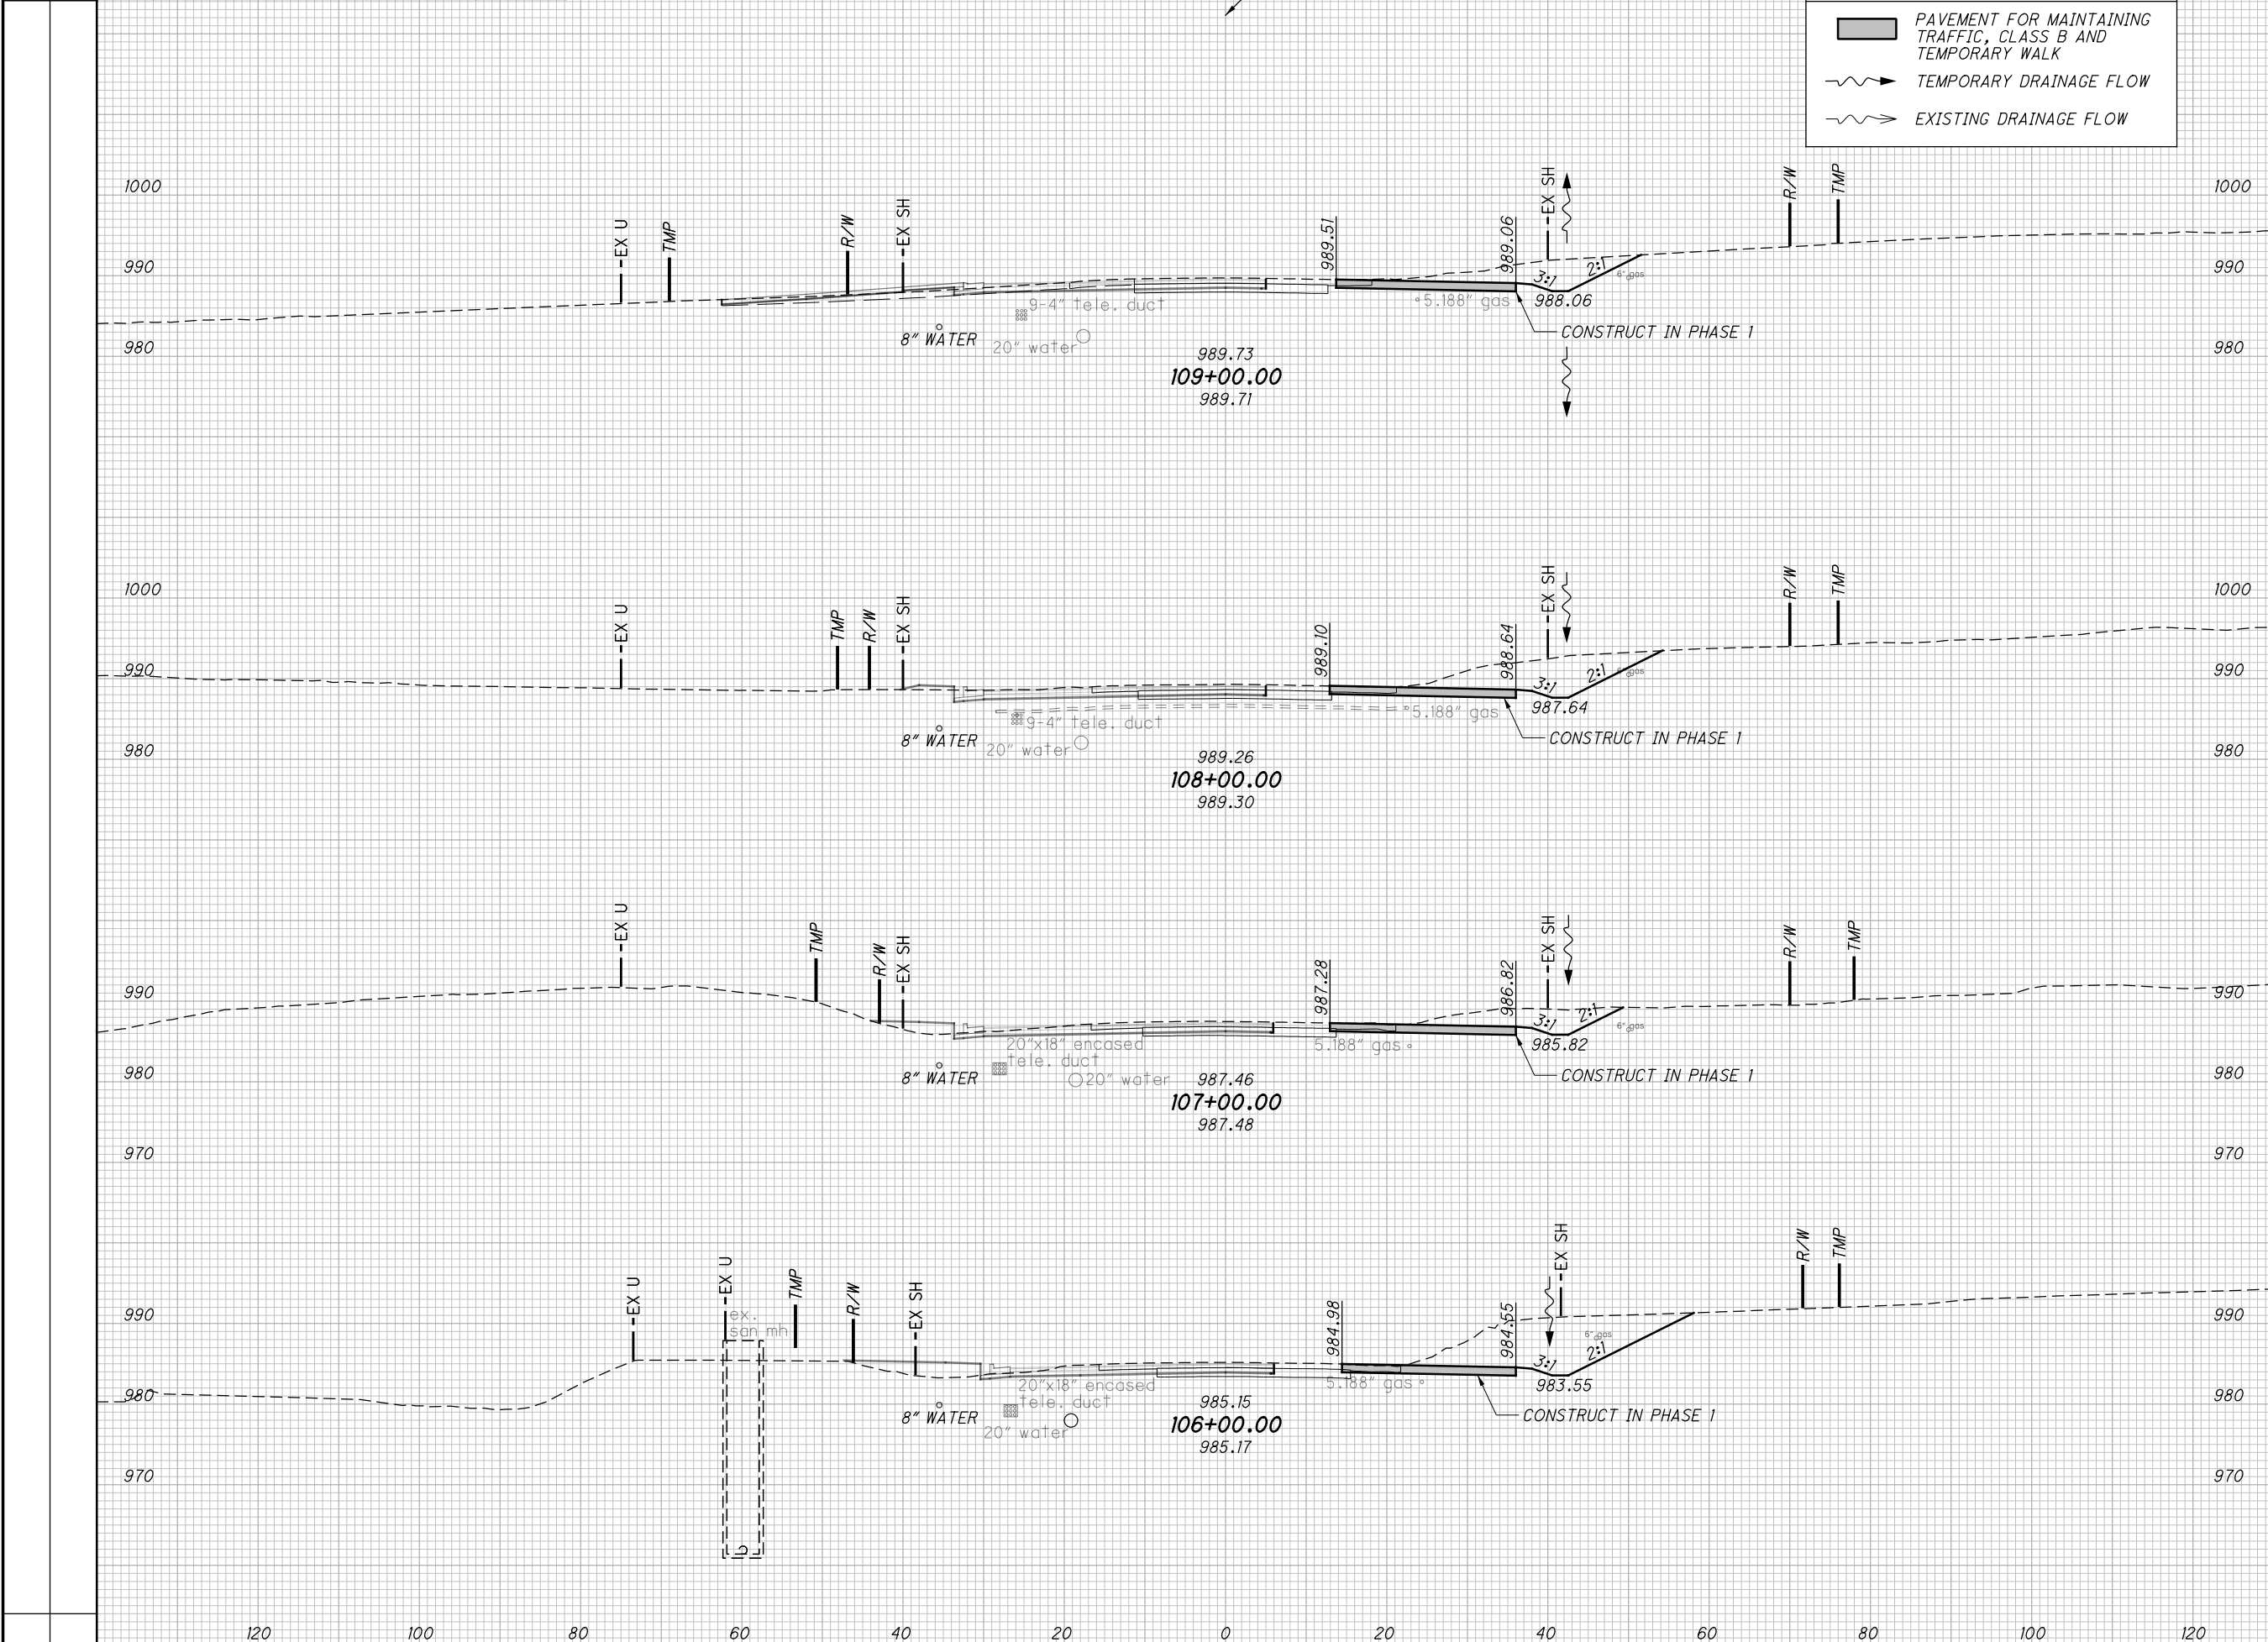 PAVEMENT FOR MAINTAINING
TRAFFIC, CLASS B AND
TEMPORARY WALK
TEMPORARY DRAINAGE FLOW
EXISTING DRAINAGE FLOW
1000
1000
EX U
TMP
R/W
EX SH
989.51
989.06
EX SH
R/W
TMP
990
990
3:1
2:1
6" gas
9-4" tele. duct
5.188" gas
988.06
8" WATER
20" water
CONSTRUCT IN PHASE 1
980
980
989.73
109+00.00
989.71
1000
1000
EX U
TMP
R/W
EX SH
989.10
988.64
EX SH
R/W
TMP
990
990
3:1
2:1
6" gas
9-4" tele. duct
5.188" gas
987.64
8" WATER
20" water
CONSTRUCT IN PHASE 1
980
980
989.26
108+00.00
989.30
EX U
TMP
R/W
EX SH
987.28
986.82
EX SH
R/W
TMP
990
990
3:1
2:1
6" gas
20"x18" encased
tele. duct
5.188" gas
985.82
8" WATER
20" water
CONSTRUCT IN PHASE 1
980
980
987.46
107+00.00
987.48
970
970
EX U
EX U
TMP
R/W
EX SH
984.98
984.55
EX SH
R/W
TMP
990
990
ex.
san mh
6" gas
3:1
2:1
20"x18" encased
tele. duct
5.188" gas
983.55
980
980
8" WATER
20" water
CONSTRUCT IN PHASE 1
985.15
106+00.00
985.17
970
970
120
100
80
60
40
20
0
20
40
60
80
100
120